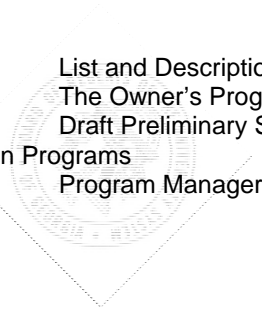 List and Descriptio
The Owner's Prog
Draft Preliminary S
n Programs
Program Manager